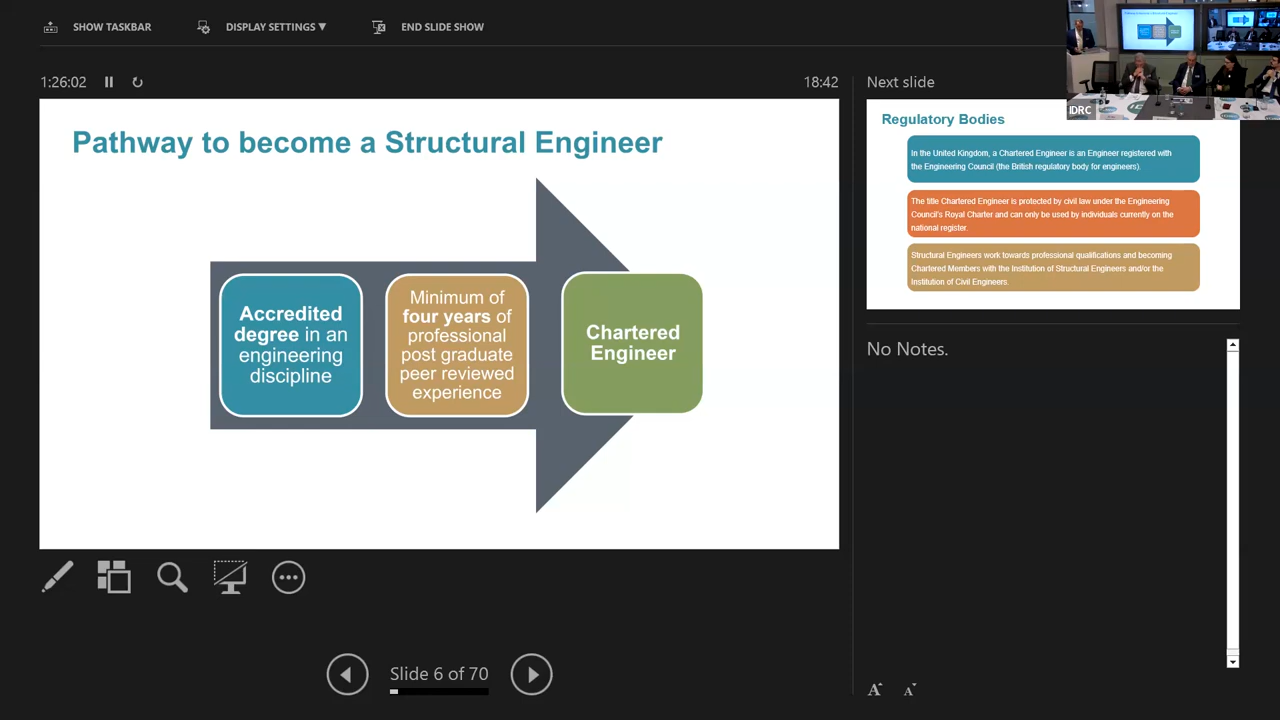 SHOW TASKBAR
DISPLAY SETTINGS ▼
END SLIDE SHOW
1:26:02
18:42
Pathway to become a Structural Engineer
Accredited
degree in an
engineering
discipline
Minimum of
four years of
professional
post graduate
peer reviewed
experience
Chartered
Engineer
Slide 6 of 70
Next slide
IDRC
Regulatory Bodies
In the United Kingdom, a Chartered Engineer is an Engineer registered with
the Engineering Council (the British regulatory body for engineers).
The title Chartered Engineer is protected by civil law under the Engineering
Council's Royal Charter and can only be used by individuals currently on the
national register.
Structural Engineers work towards professional qualifications and becoming
Chartered Members with the Institution of Structural Engineers and/or the
Institution of Civil Engineers.
No Notes.
A A